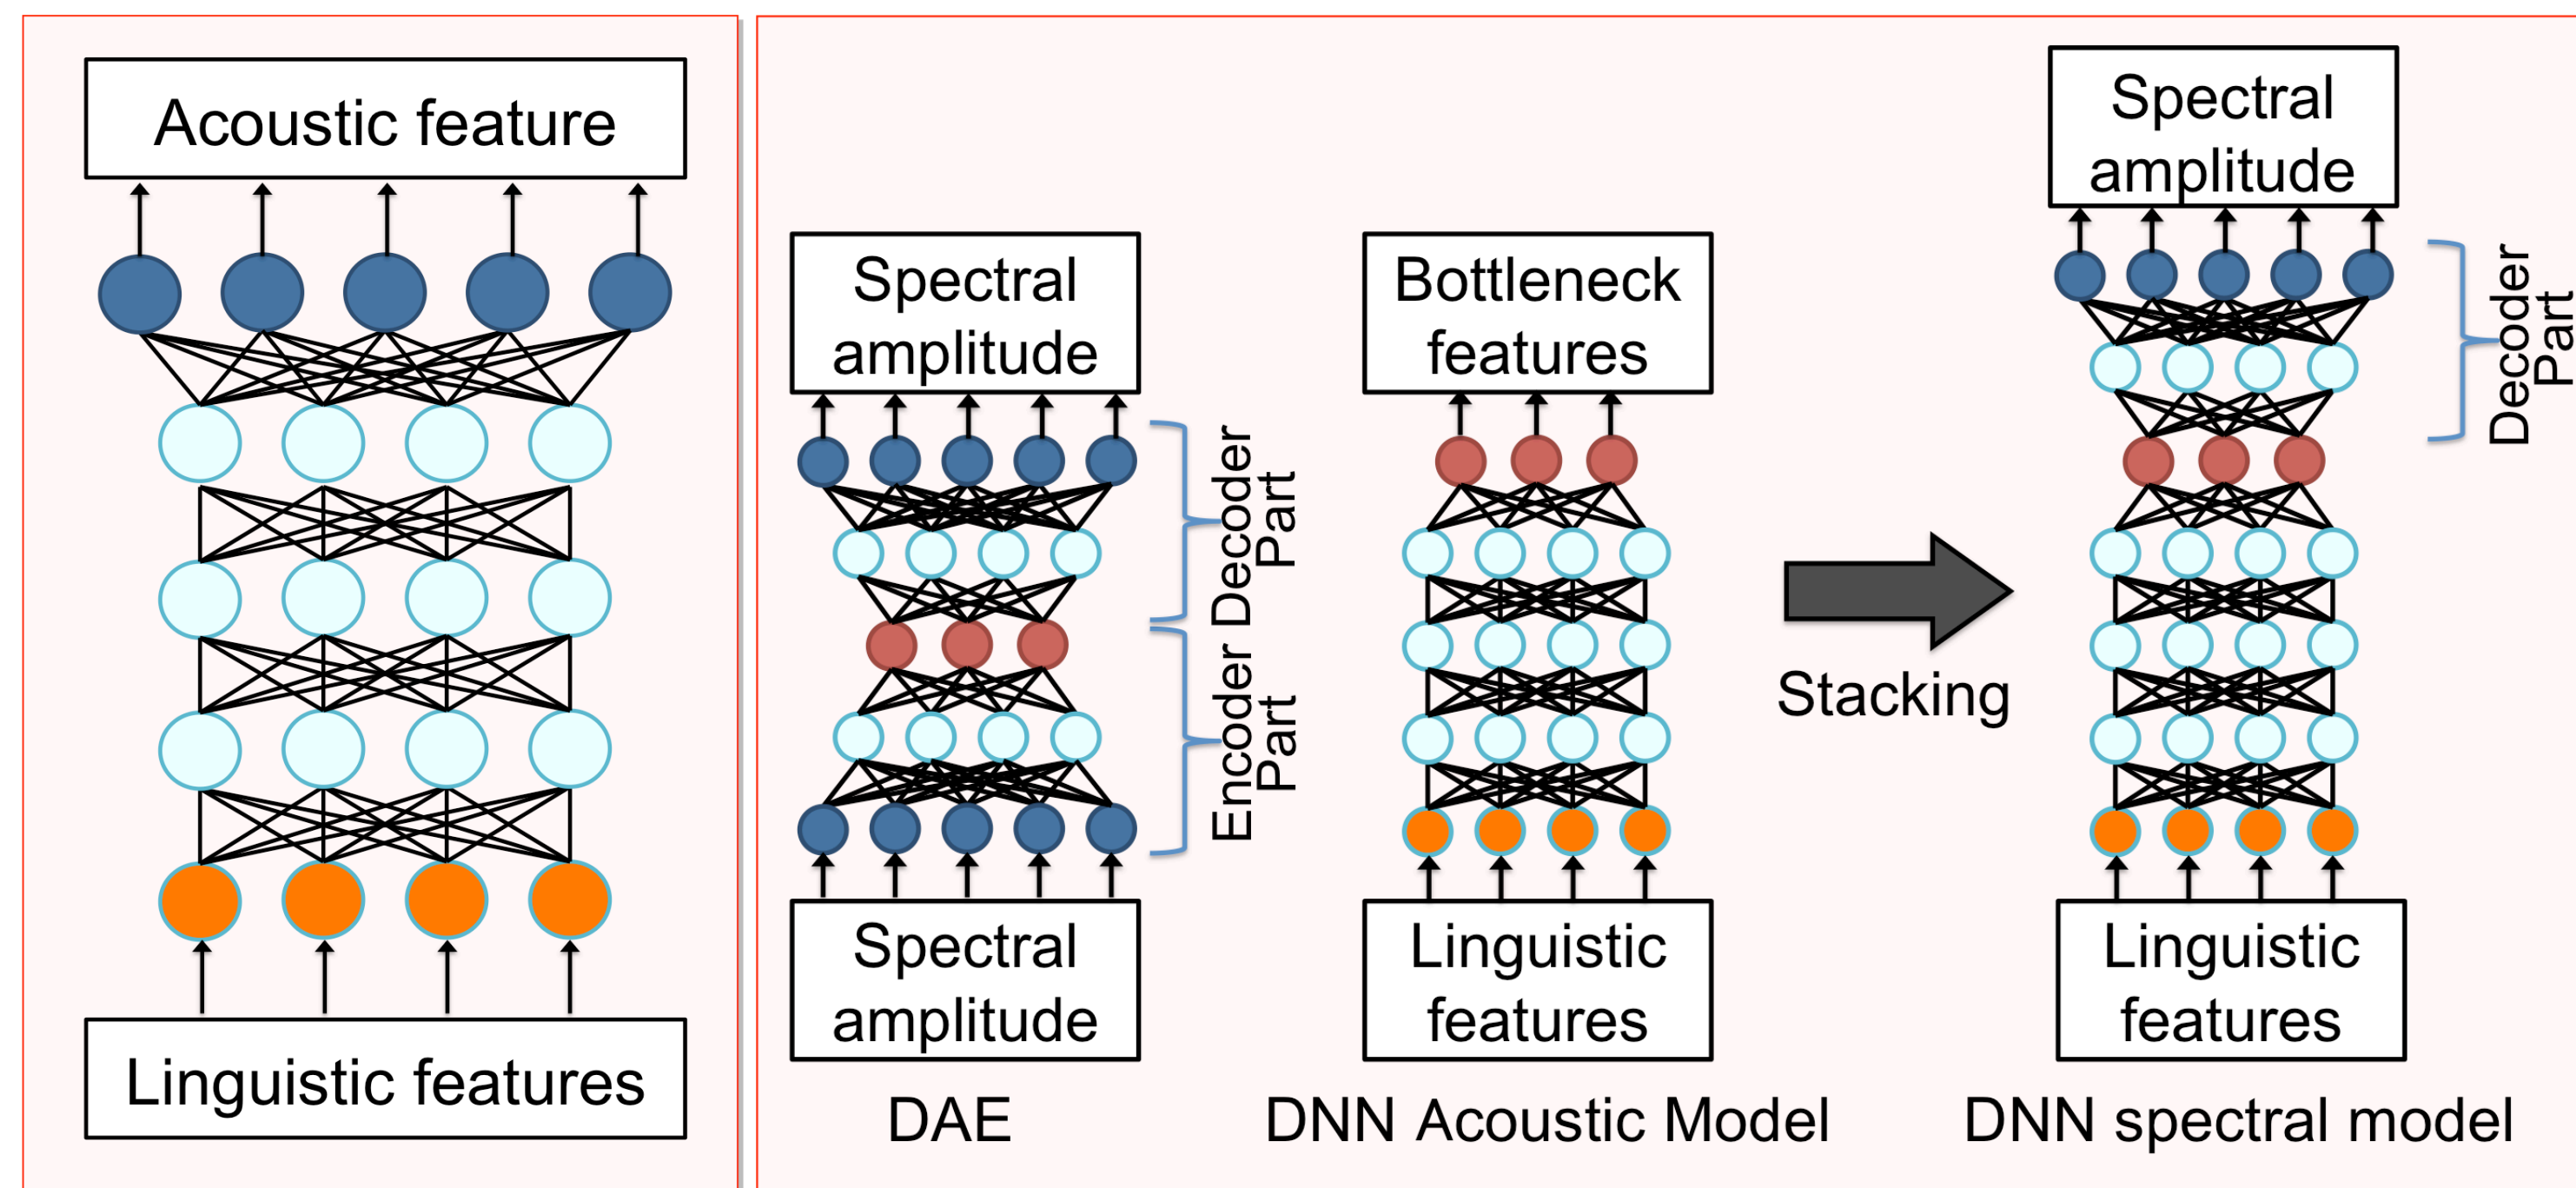 Acoustic feature
Linguistic features
Spectral
amplitude
Decoder
Part
Encoder
Part
Spectral
amplitude
DAE
Bottleneck
features
Linguistic
features
DNN Acoustic Model
Stacking
Spectral
amplitude
Decoder
Part
Linguistic
features
DNN spectral model